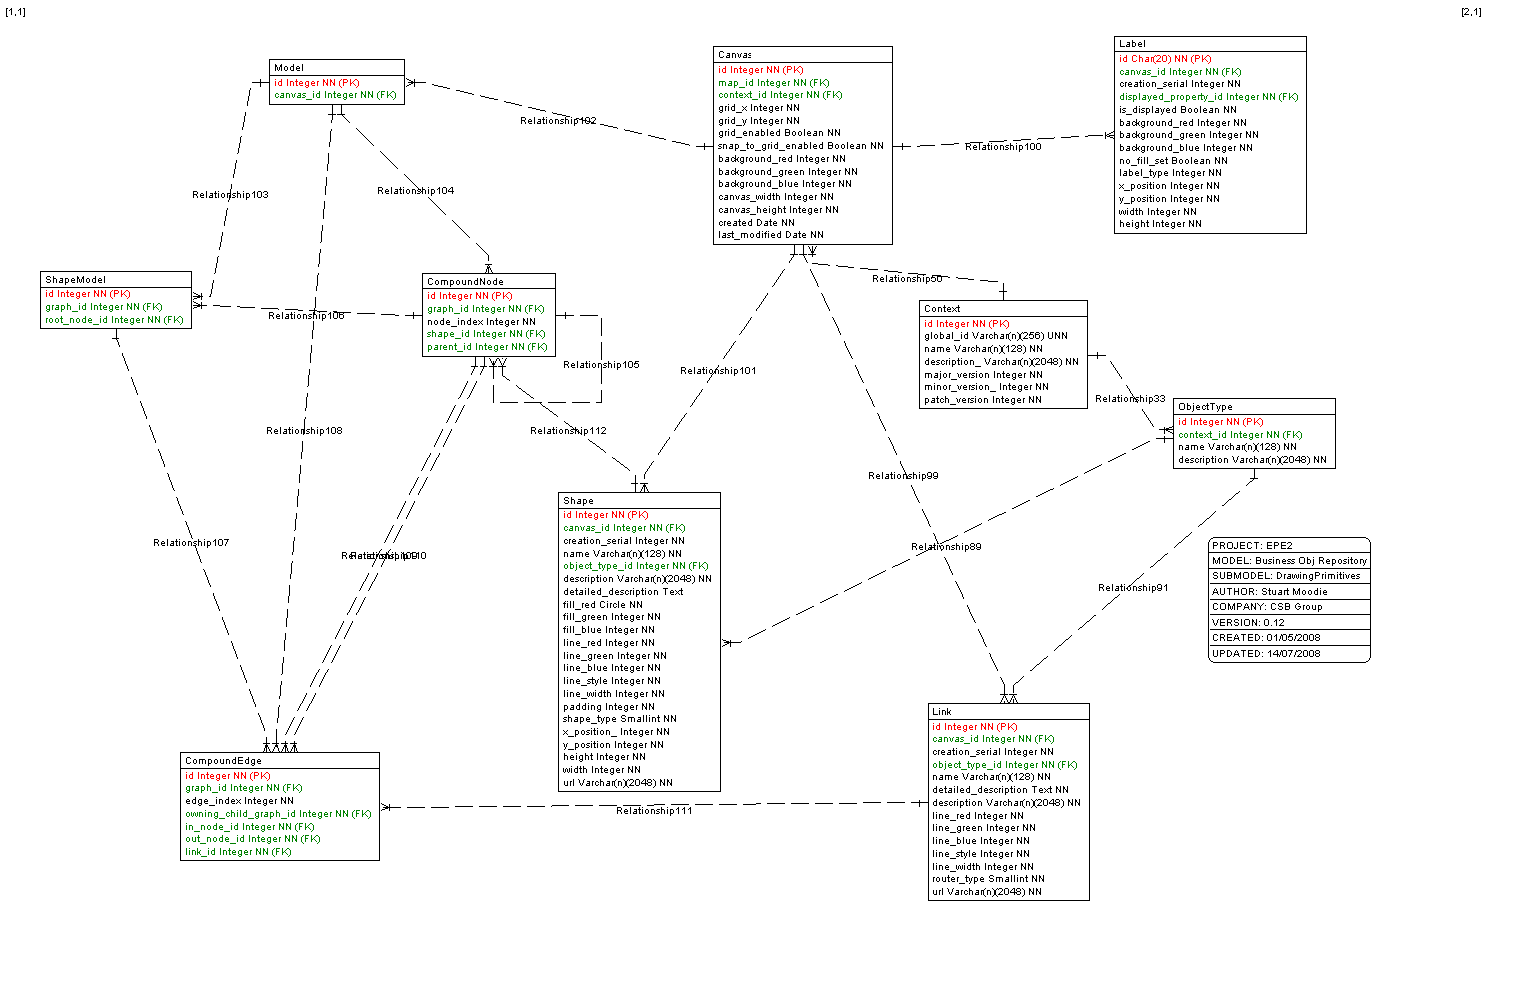 [1,1]
[2,1]
Model
id Integer NN (PK)
canvas_id Integer NN (FK)
Canvas
id Integer NN (PK)
map_id Integer NN (FK)
context_id Integer NN (FK)
grid_x Integer NN
grid_y Integer NN
grid_enabled Boolean NN
snap_to_grid_enabled Boolean NN
background_red Integer NN
background_green Integer NN
background_blue Integer NN
canvas_width Integer NN
canvas_height Integer NN
created Date NN
last_modified Date NN
Label
id Char(20) NN (PK)
canvas_id Integer NN (FK)
creation_serial Integer NN
displayed_property_id Integer NN (FK)
is_displayed Boolean NN
background_red Integer NN
background_green Integer NN
background_blue Integer NN
no_fill_set Boolean NN
label_type Integer NN
x_position Integer NN
y_position Integer NN
width Integer NN
height Integer NN
Relationship102
Relationship100
Relationship103
Relationship104
ShapeModel
id Integer NN (PK)
graph_id Integer NN (FK)
root_node_id Integer NN (FK)
CompoundNode
id Integer NN (PK)
graph_id Integer NN (FK)
node_index Integer NN
shape_id Integer NN (FK)
parent_id Integer NN (FK)
Relationship50
Context
id Integer NN (PK)
global_id Varchar(n)(256) UNN
name Varchar(n)(128) NN
description_ Varchar(n)(2048) NN
major_version Integer NN
minor_version_ Integer NN
patch_version Integer NN
Relationship106
Relationship105
Relationship101
Relationship33
ObjectType
id Integer NN (PK)
context_id Integer NN (FK)
name Varchar(n)(128) NN
description Varchar(n)(2048) NN
Relationship108
Relationship112
Relationship99
Shape
id Integer NN (PK)
canvas_id Integer NN (FK)
creation_serial Integer NN
name Varchar(n)(128) NN
object_type_id Integer NN (FK)
description Varchar(n)(2048) NN
detailed_description Text
fill_red Circle NN
fill_green Integer NN
fill_blue Integer NN
line_red Integer NN
line_green Integer NN
line_blue Integer NN
line_style Integer NN
line_width Integer NN
padding Integer NN
shape_type Smallint NN
x_position_ Integer NN
y_position Integer NN
height Integer NN
width Integer NN
url Varchar(n)(2048) NN
Relationship107
Relationship110
Relationship89
Relationship91
PROJECT: EPE2
MODEL: Business Obj Repository
SUBMODEL: DrawingPrimitives
AUTHOR: Stuart Moodie
COMPANY: CSB Group
VERSION: 0.12
CREATED: 01/05/2008
UPDATED: 14/07/2008
Link
id Integer NN (PK)
canvas_id Integer NN (FK)
creation_serial Integer NN
object_type_id Integer NN (FK)
name Varchar(n)(128) NN
detailed_description Text NN
description Varchar(n)(2048) NN
line_red Integer NN
line_green Integer NN
line_blue Integer NN
line_style Integer NN
line_width Integer NN
router_type Smallint NN
url Varchar(n)(2048) NN
CompoundEdge
id Integer NN (PK)
graph_id Integer NN (FK)
edge_index Integer NN
owning_child_graph_id Integer NN (FK)
in_node_id Integer NN (FK)
out_node_id Integer NN (FK)
link_id Integer NN (FK)
Relationship111